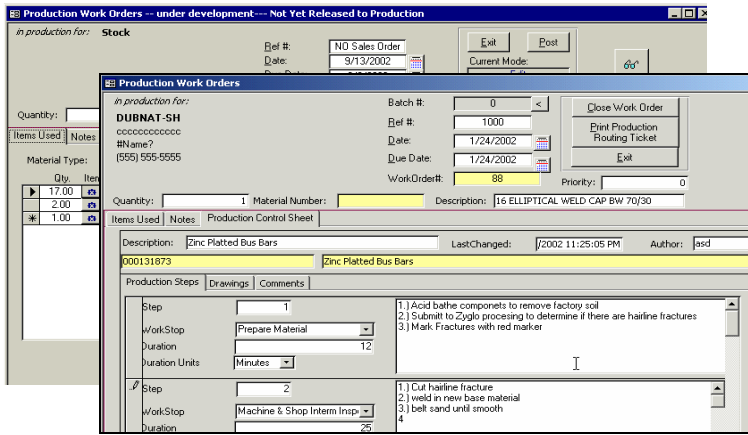 Production Work Orders -- under development--- Not Yet Released to Production
in production for: Stock
Ref #: NO Sales Order
Date: 9/13/2002
Exit Post
Current Mode:
Quantity:
Items Used Notes
Material Type:
Qty. Iten
17.00
2.00
1.00
Production Work Orders
in production for:
DUBNAT-SH
cccccccccccc
#Name?
(555) 555-5555
Batch #: 0 <
Ref #: 1000
Date: 1/24/2002
Due Date: 1/24/2002
WorkOrder#: 88
Close Work Order
Print Production
Routing Ticket
Exit
Priority: 0
Quantity: 1 Material Number: Description: 16 ELLIPTICAL WELD CAP BW 70/30
Items Used Notes Production Control Sheet
Description: Zinc Platted Bus Bars LastChanged: /2002 11:25:05 PM Author: asd
000131873 Zinc Platted Bus Bars
Production Steps Drawings Comments
Step 1
WorkStop Prepare Material
Duration 12
Duration Units Minutes
1.) Acid bathe componets to remove factory soil
2.) Submitt to Zyglo procesing to determine if there are hairline fractures
3.) Mark Fractures with red marker
Step 2
WorkStop Machine & Shop Interm Inspe
Duration 25
1.) Cut hairline fracture
2.) weld in new base material
3.) belt sand until smooth
4